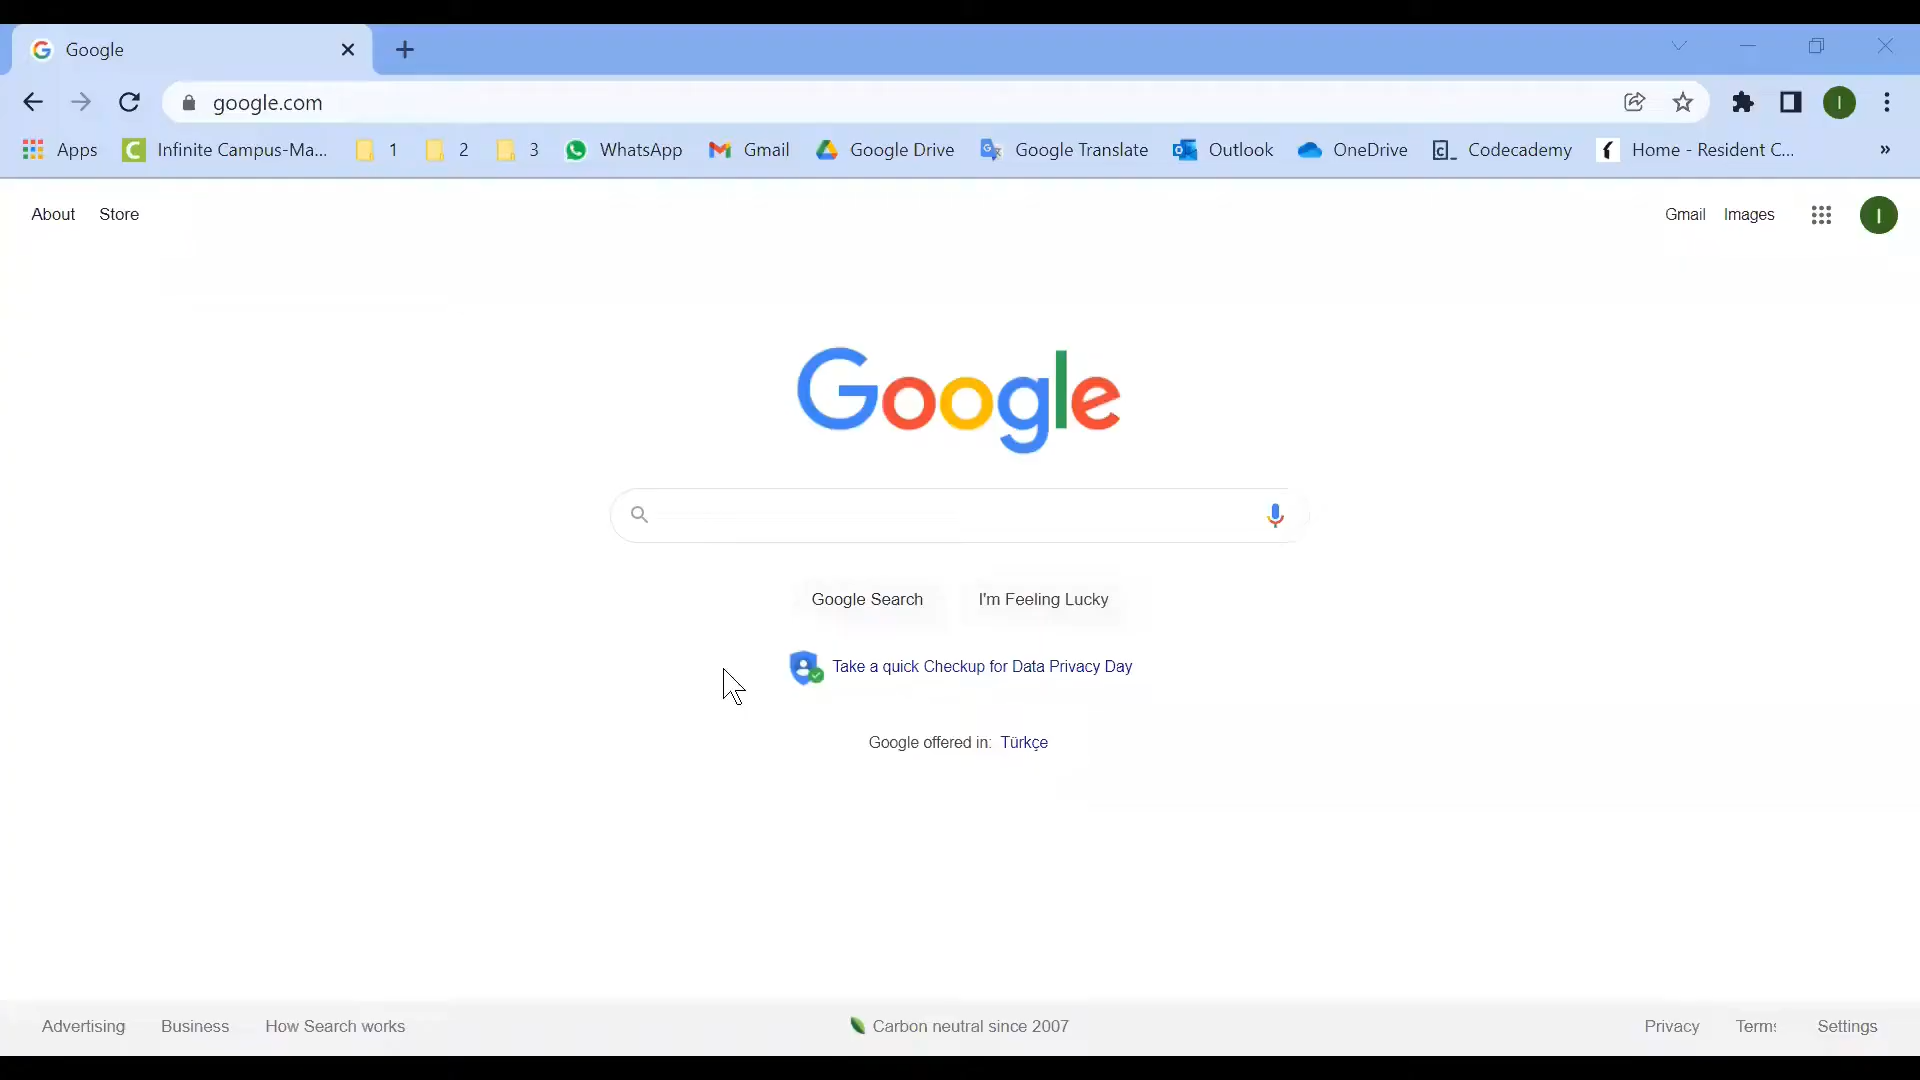 Google
google.com
Apps Infinite Campus-Ma... 1 2 3 WhatsApp Gmail Google Drive Google Translate Outlook OneDrive Codecademy Home - Resident C... »
About Store Gmail Images I
Google
Google Search I'm Feeling Lucky
Take a quick Checkup for Data Privacy Day
Google offered in: Türkçe
Advertising Business How Search works Carbon neutral since 2007 Privacy Terms Settings